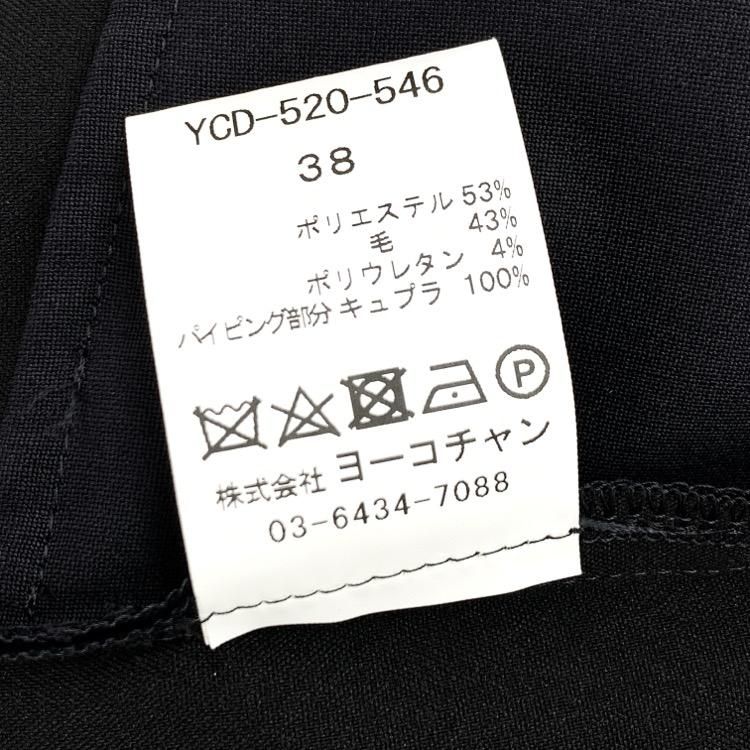 YCD-520-546
38
ポリエステル 53%
毛 43%
ポリウレタン 4%
パイピング部分 キュプラ 100%
P
株式会社 ヨーコチャン
03-6434-7088